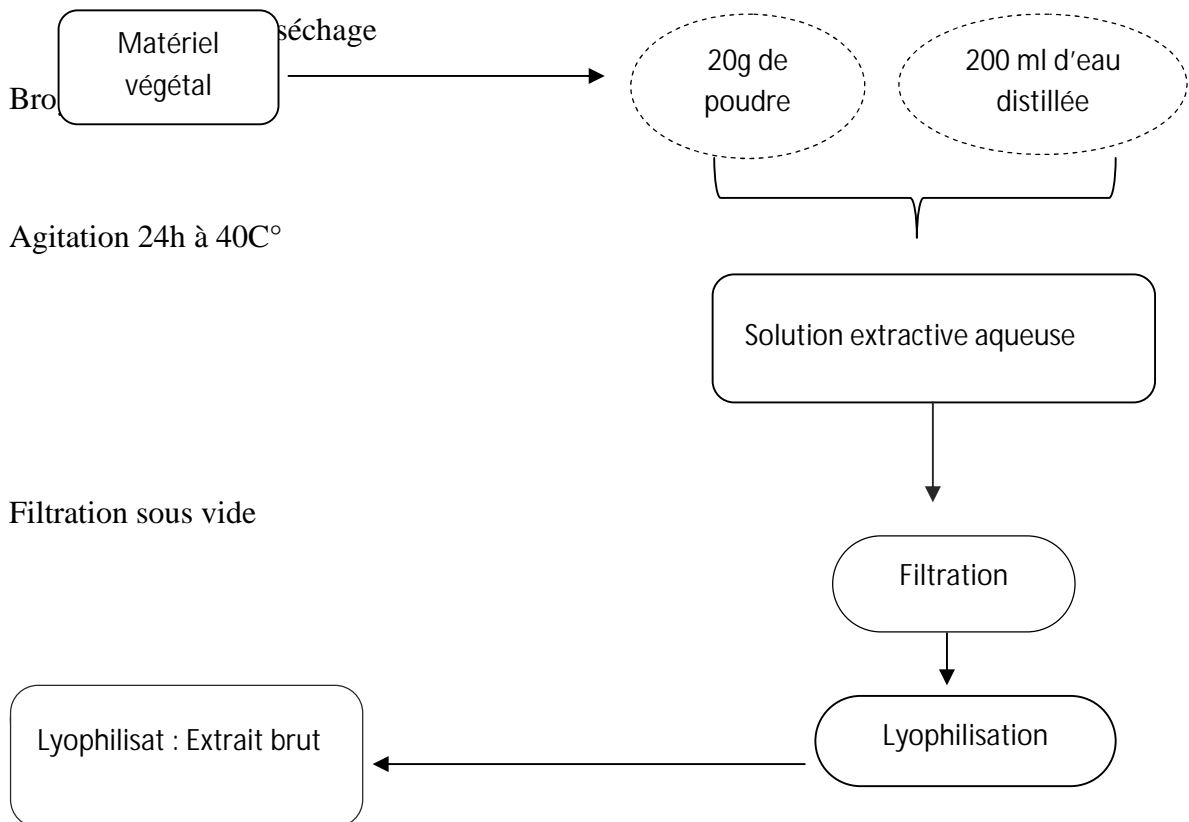 séchage
Matériel
végétal
20g de
poudre
200 ml d'eau
distillée
Agitation 24h à 40C°
Solution extractive aqueuse
Filtration sous vide
Filtration
Lyophilisation
Lyophilisat : Extrait brut